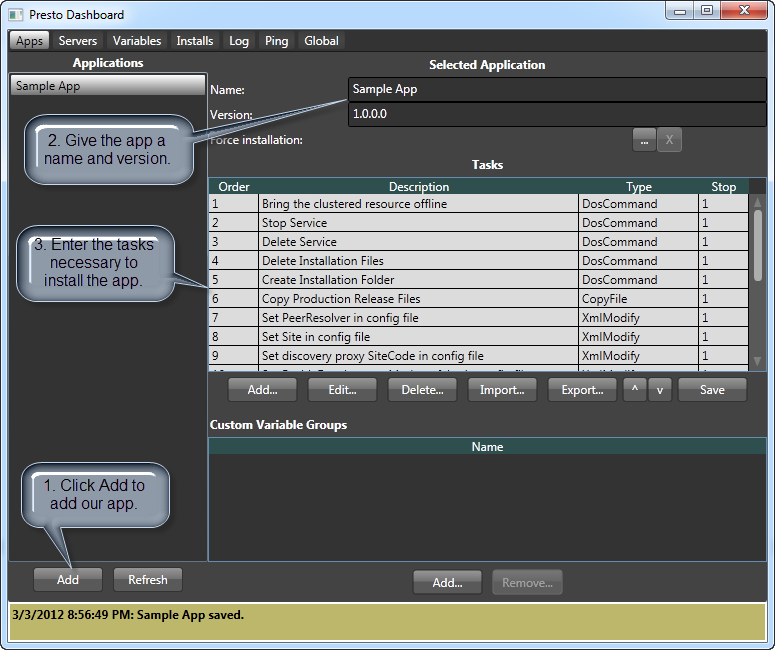 Presto Dashboard
Apps Servers Variables Installs Log Ping Global
Applications
Sample App
Selected Application
Name: Sample App
Version: 1.0.0.0
Force installation: ... X
2. Give the app a
name and version.
Tasks
Order Description Type Stop
1 Bring the clustered resource offline DosCommand 1
2 Stop Service DosCommand 1
3 Delete Service DosCommand 1
4 Delete Installation Files DosCommand 1
5 Create Installation Folder DosCommand 1
6 Copy Production Release Files CopyFile 1
7 Set PeerResolver in config file XmlModify 1
8 Set Site in config file XmlModify 1
9 Set discovery proxy SiteCode in config file XmlModify 1
3. Enter the tasks
necessary to
install the app.
Add... Edit... Delete... Import... Export... ^ v Save
Custom Variable Groups
Name
1. Click Add to
add our app.
Add Refresh
Add... Remove...
3/3/2012 8:56:49 PM: Sample App saved.